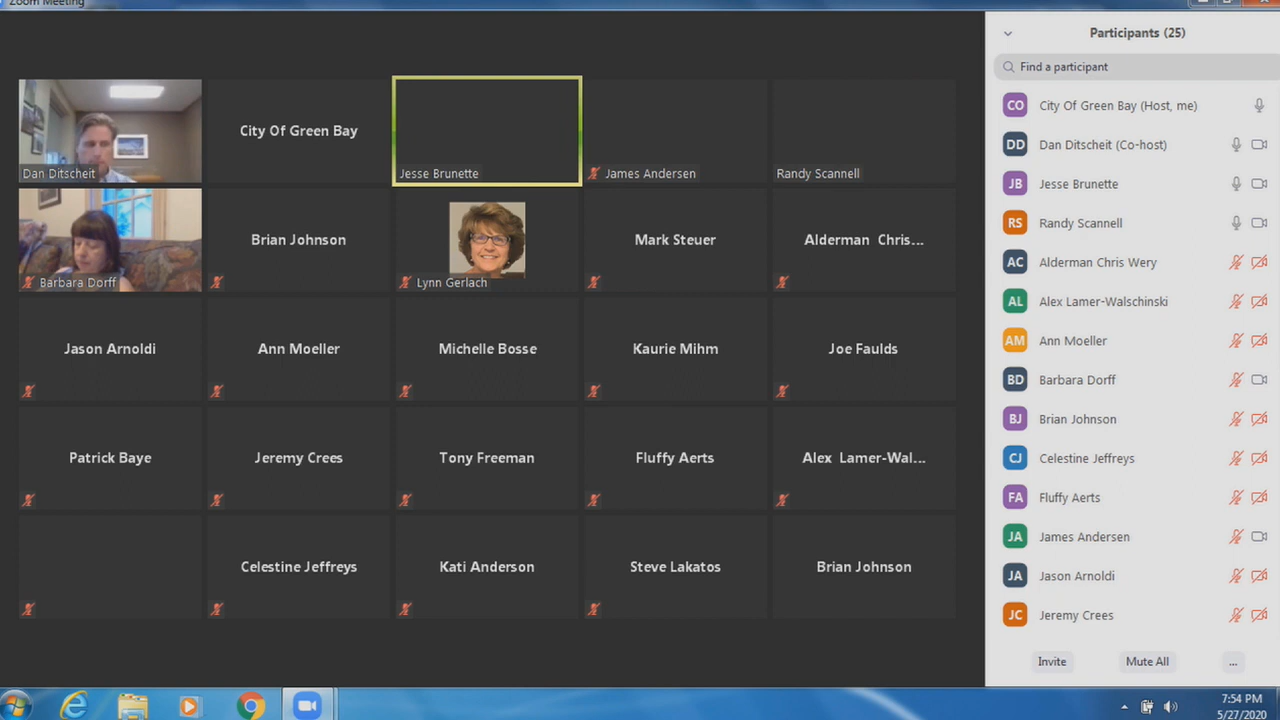 Zoom Meeting
Dan Ditscheit
City Of Green Bay
Jesse Brunette
James Andersen
Randy Scannell
Barbara Dorff
Brian Johnson
Lynn Gerlach
Mark Steuer
Alderman Chris...
Jason Arnoldi
Ann Moeller
Michelle Bosse
Kaurie Mihm
Joe Faulds
Patrick Baye
Jeremy Crees
Tony Freeman
Fluffy Aerts
Alex Lamer-Wal...
Celestine Jeffreys
Kati Anderson
Steve Lakatos
Brian Johnson
Participants (25)
Find a participant
CO City Of Green Bay (Host, me)
DD Dan Ditscheit (Co-host)
JB Jesse Brunette
RS Randy Scannell
AC Alderman Chris Wery
AL Alex Lamer-Walschinski
AM Ann Moeller
BD Barbara Dorff
BJ Brian Johnson
CJ Celestine Jeffreys
FA Fluffy Aerts
JA James Andersen
JA Jason Arnoldi
JC Jeremy Crees
Invite Mute All ...
7:54 PM
5/27/2020